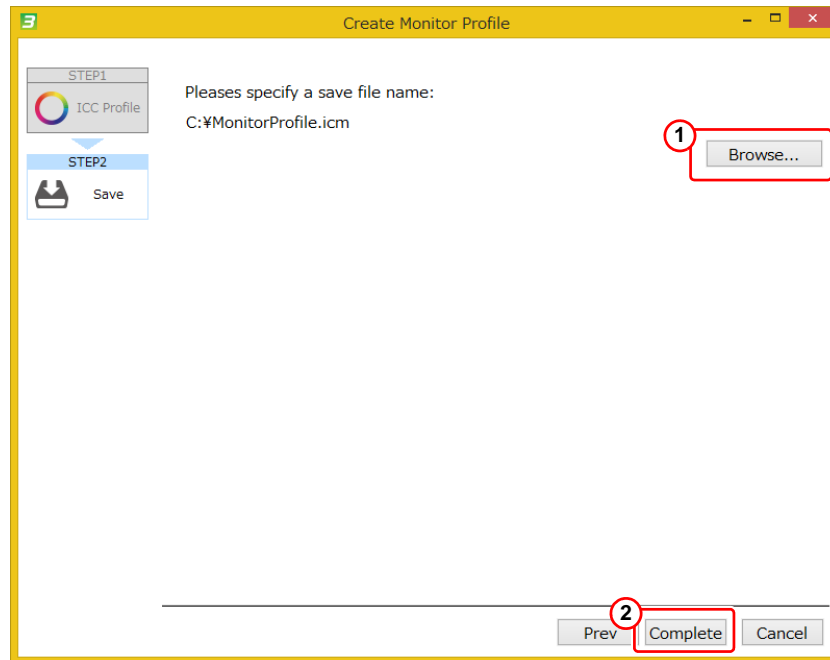 3
Create Monitor Profile
STEP1
ICC Profile
STEP2
Save
Pleases specify a save file name:
C:¥MonitorProfile.icm
1
Browse...
2
Prev
Complete
Cancel